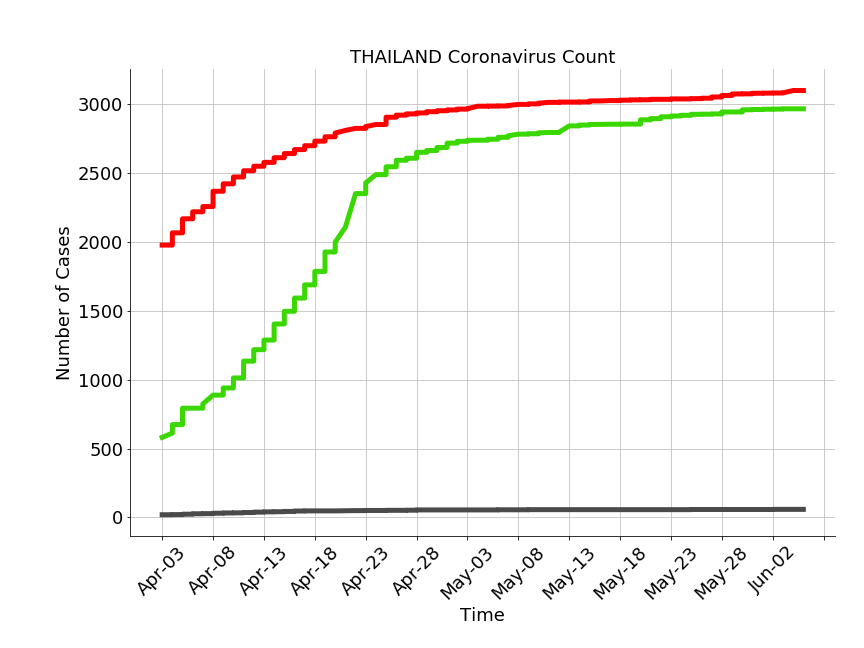 THAILAND Coronavirus Count
Number of Cases
3000
2500
2000
1500
1000
500
0
Apr-03 Apr-08 Apr-13 Apr-18 Apr-23 Apr-28 May-03 May-08 May-13 May-18 May-23 May-28 Jun-02
Time